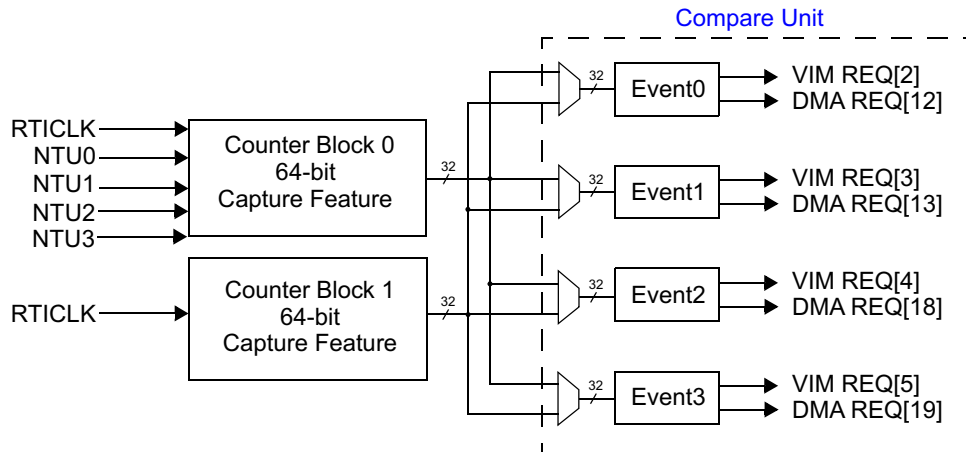 Compare Unit
RTICLK
NTU0
NTU1
NTU2
NTU3
Counter Block 0
64-bit
Capture Feature
32
RTICLK
Counter Block 1
64-bit
Capture Feature
32
32
Event0
VIM REQ[2]
DMA REQ[12]
32
Event1
VIM REQ[3]
DMA REQ[13]
32
Event2
VIM REQ[4]
DMA REQ[18]
32
Event3
VIM REQ[5]
DMA REQ[19]